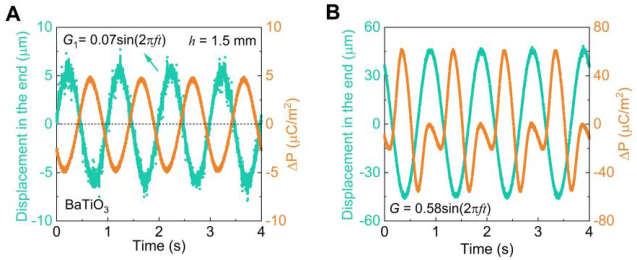 A
G₁= 0.07sin(2πft) h = 1.5 mm
BaTiO₃
Displacement in the end (μm)
10
5
0
-5
-10
ΔP (μC/m²)
10
5
0
-5
-10
0 1 2 3 4
Time (s)
B
G = 0.58sin(2πft)
Displacement in the end (μm)
60
30
0
-30
-60
ΔP (μC/m²)
80
40
0
-40
-80
0 1 2 3 4
Time (s)